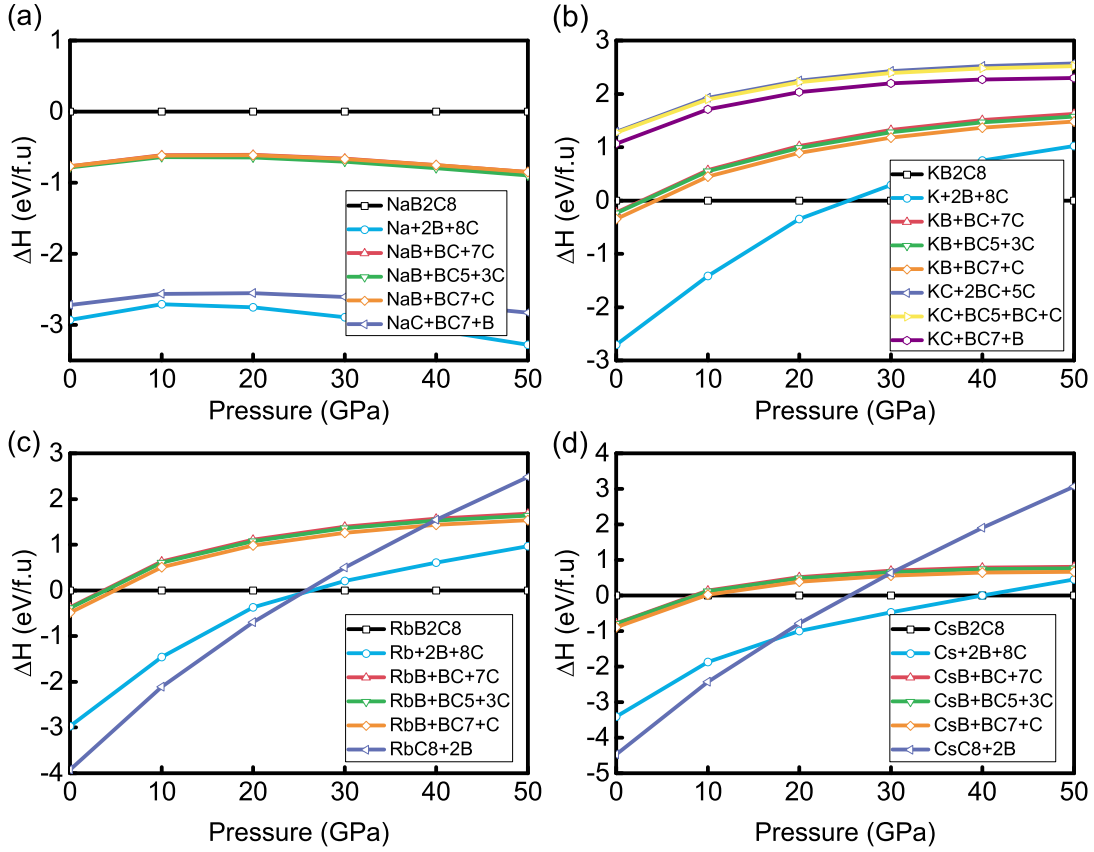 (a)
1
0
-1
-2
-3
ΔH (eV/f.u)
NaB2C8
Na+2B+8C
NaB+BC+7C
NaB+BC5+3C
NaB+BC7+C
NaC+BC7+B
0 10 20 30 40 50
Pressure (GPa)
(b)
3
2
1
0
-1
-2
-3
ΔH (eV/f.u)
KB2C8
K+2B+8C
KB+BC+7C
KB+BC5+3C
KB+BC7+C
KC+2BC+5C
KC+BC5+BC+C
KC+BC7+B
0 10 20 30 40 50
Pressure (GPa)
(c)
3
2
1
0
-1
-2
-3
-4
ΔH (eV/f.u)
RbB2C8
Rb+2B+8C
RbB+BC+7C
RbB+BC5+3C
RbB+BC7+C
RbC8+2B
0 10 20 30 40 50
Pressure (GPa)
(d)
4
3
2
1
0
-1
-2
-3
-4
-5
ΔH (eV/f.u)
CsB2C8
Cs+2B+8C
CsB+BC+7C
CsB+BC5+3C
CsB+BC7+C
CsC8+2B
0 10 20 30 40 50
Pressure (GPa)